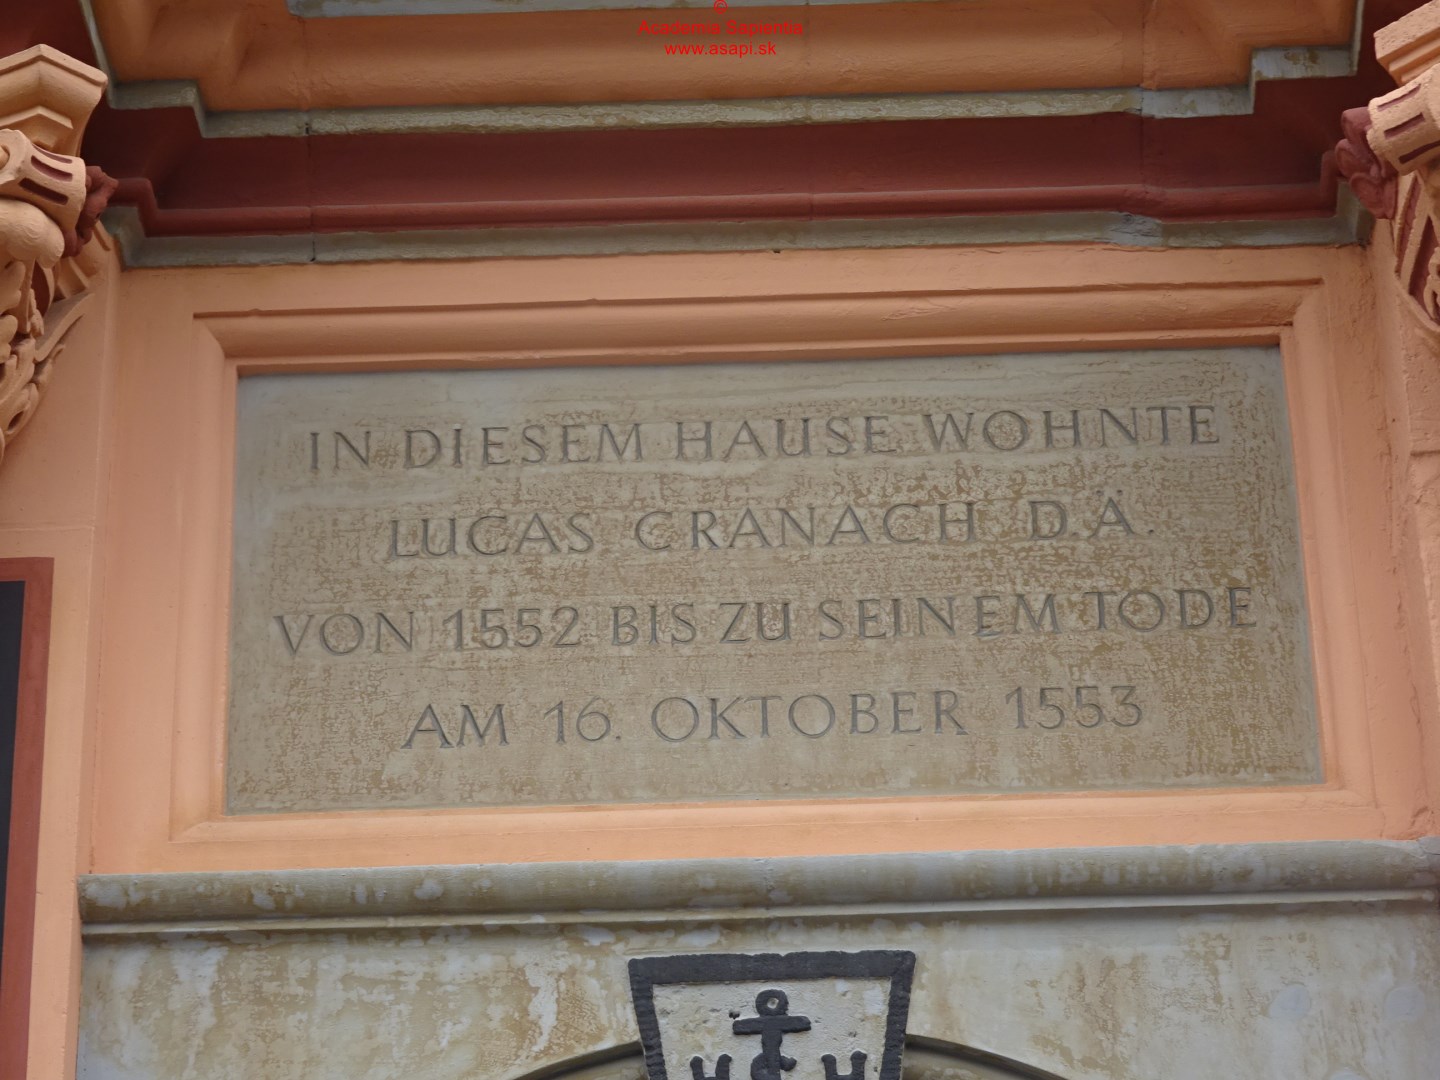 ©
Academia Sapientia
www.asapi.sk
IN DIESEM HAUSE WOHNTE
LUCAS CRANACH D.Ä.
VON 1552 BIS ZU SEINEM TODE
AM 16. OKTOBER 1553
H H